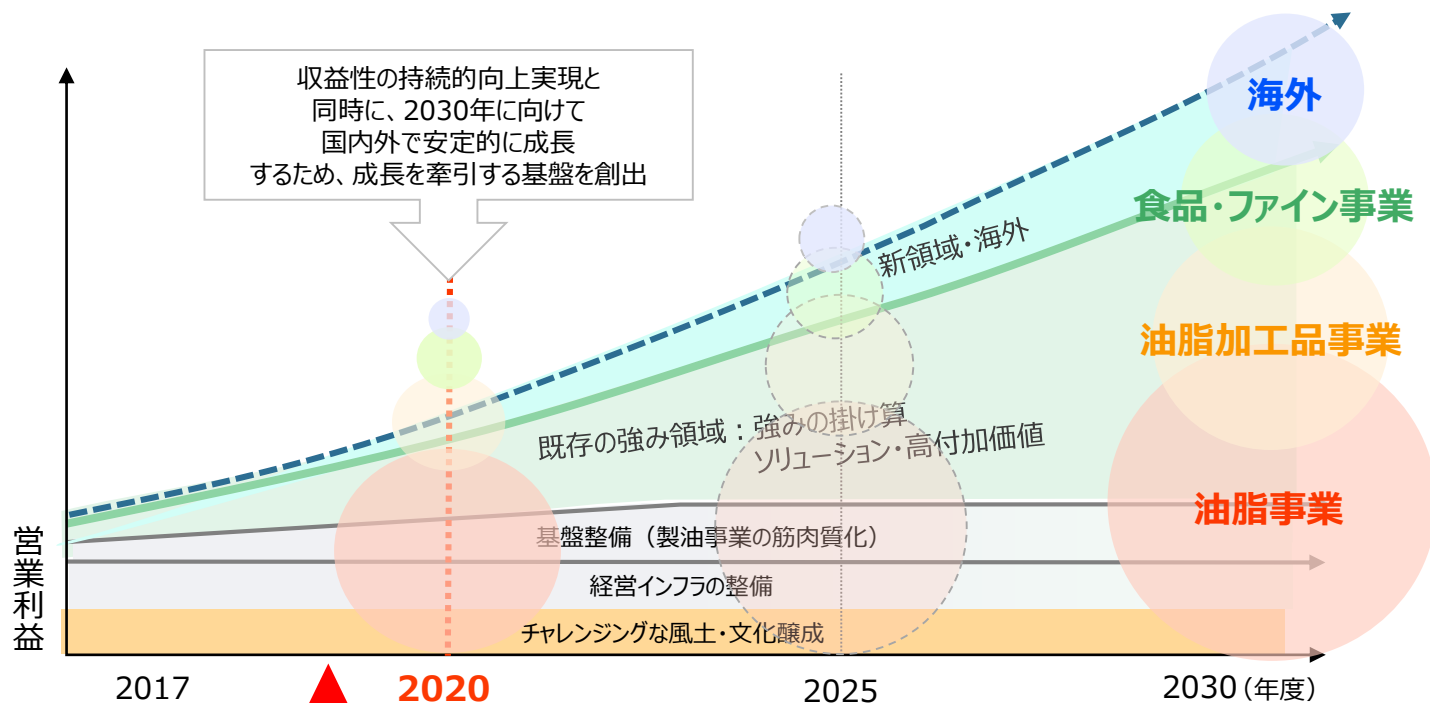 収益性の持続的向上実現と
同時に、2030年に向けて
国内外で安定的に成長
するため、成長を牽引する基盤を創出
海外
食品・ファイン事業
新領域・海外
油脂加工品事業
既存の強み領域：強みの掛け算
ソリューション・高付加価値
油脂事業
基盤整備（製油事業の筋肉質化）
経営インフラの整備
チャレンジングな風土・文化醸成
営業利益
2017
2020
2025
2030（年度）